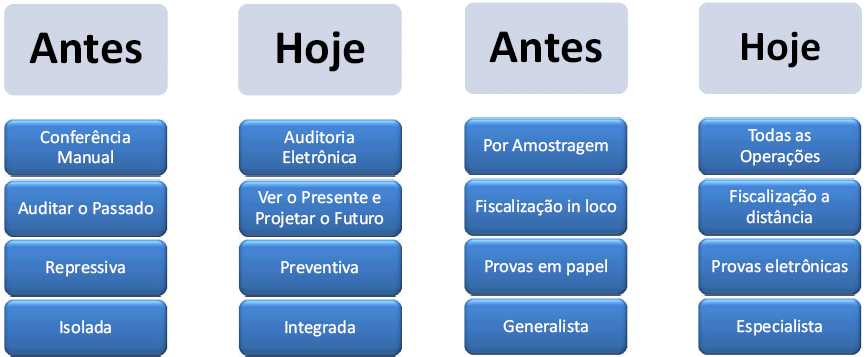 Antes
Hoje
Antes
Hoje
Conferência
Manual
Auditoria
Eletrônica
Por Amostragem
Todas as
Operações
Auditar o Passado
Ver o Presente e
Projetar o Futuro
Fiscalização in loco
Fiscalização a
distância
Repressiva
Preventiva
Provas em papel
Provas eletrônicas
Isolada
Integrada
Generalista
Especialista